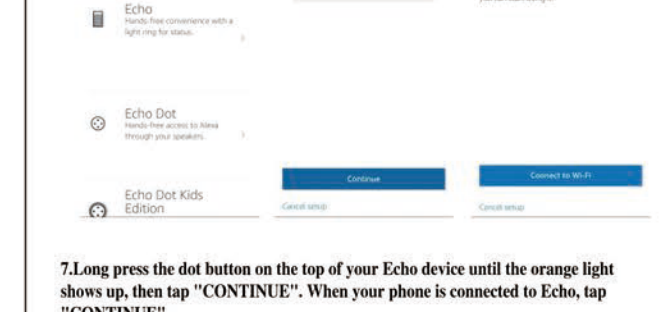 Echo
Hands-free convenience with a
light ring for status.
Echo Dot
Hands-free access to Alexa
through your speakers.
Echo Dot Kids
Edition
Continue
Cancel setup
Connect to Wi-Fi
Cancel setup
7.Long press the dot button on the top of your Echo device until the orange light
shows up, then tap "CONTINUE". When your phone is connected to Echo, tap
"CONTINUE"